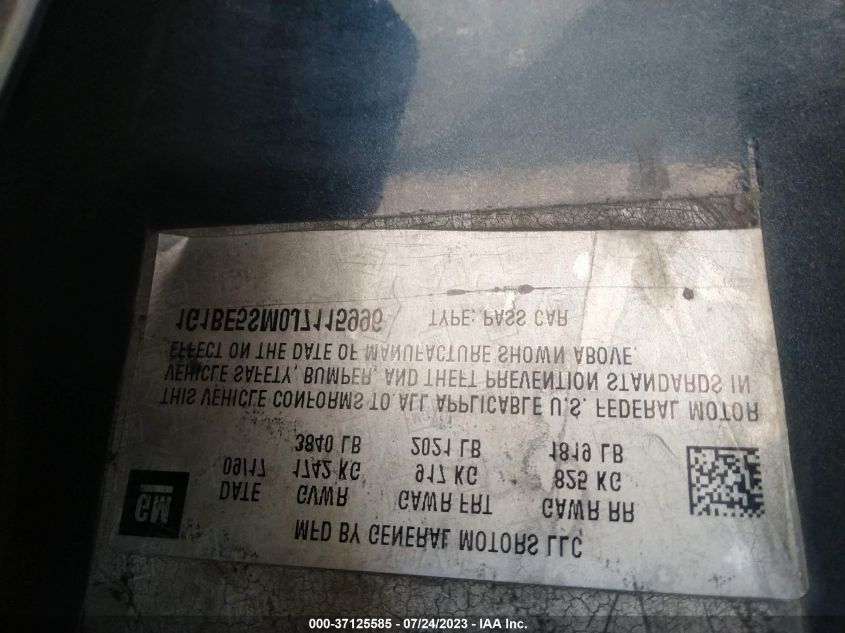 GM
MFD BY GENERAL MOTORS LLC
DATE GVWR GAWR FRT GAWR RR
09/17 1742 KG 917 KG 825 KG
3840 LB 2021 LB 1819 LB
THIS VEHICLE CONFORMS TO ALL APPLICABLE U.S. FEDERAL MOTOR
VEHICLE SAFETY, BUMPER, AND THEFT PREVENTION STANDARDS IN
EFFECT ON THE DATE OF MANUFACTURE SHOWN ABOVE.
1G1BE5SM0J7115996 TYPE: PASS CAR
000-37125585 - 07/24/2023 - IAA Inc.